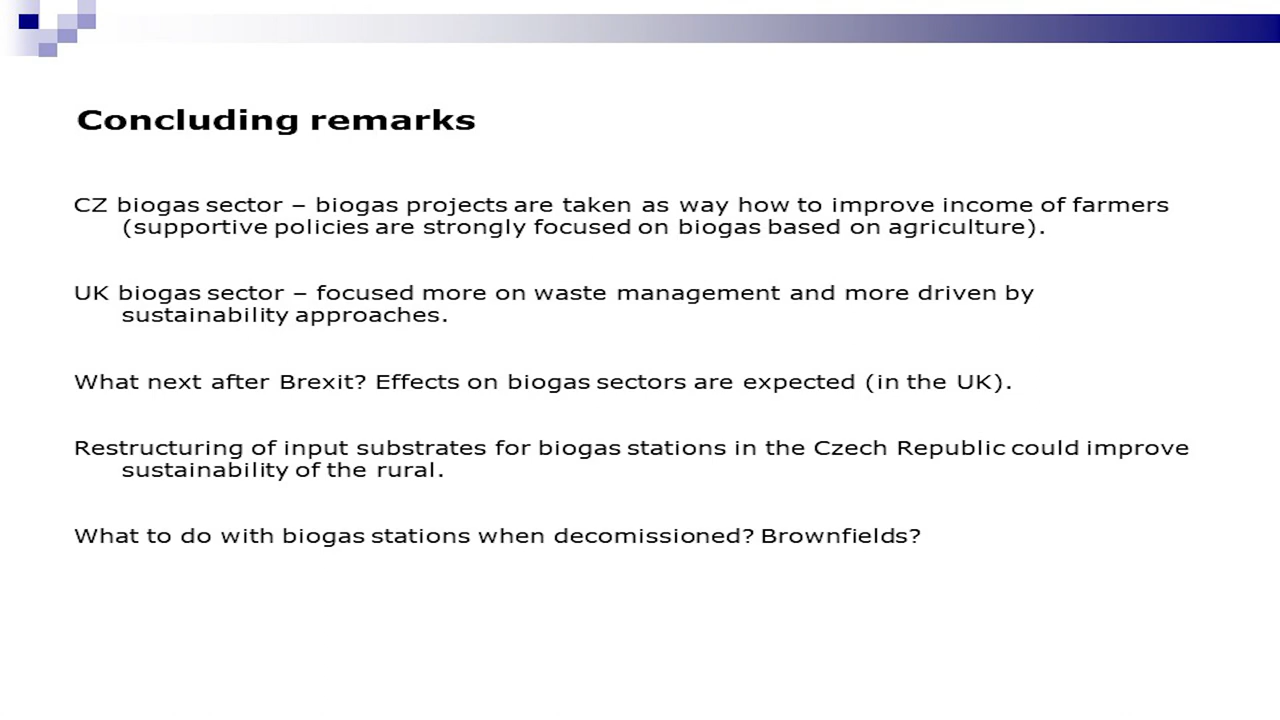 Concluding remarks
CZ biogas sector – biogas projects are taken as way how to improve income of farmers
(supportive policies are strongly focused on biogas based on agriculture).
UK biogas sector – focused more on waste management and more driven by
sustainability approaches.
What next after Brexit? Effects on biogas sectors are expected (in the UK).
Restructuring of input substrates for biogas stations in the Czech Republic could improve
sustainability of the rural.
What to do with biogas stations when decomissioned? Brownfields?